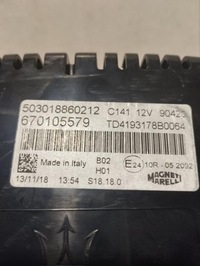 503018860212 C141 12V 90423
670105579 TD4193178B0064
Made in Italy B02 E24 10R - 05.2002
H01
13/11/18 13:54 S18.18.0 MAGNETI MARELLI